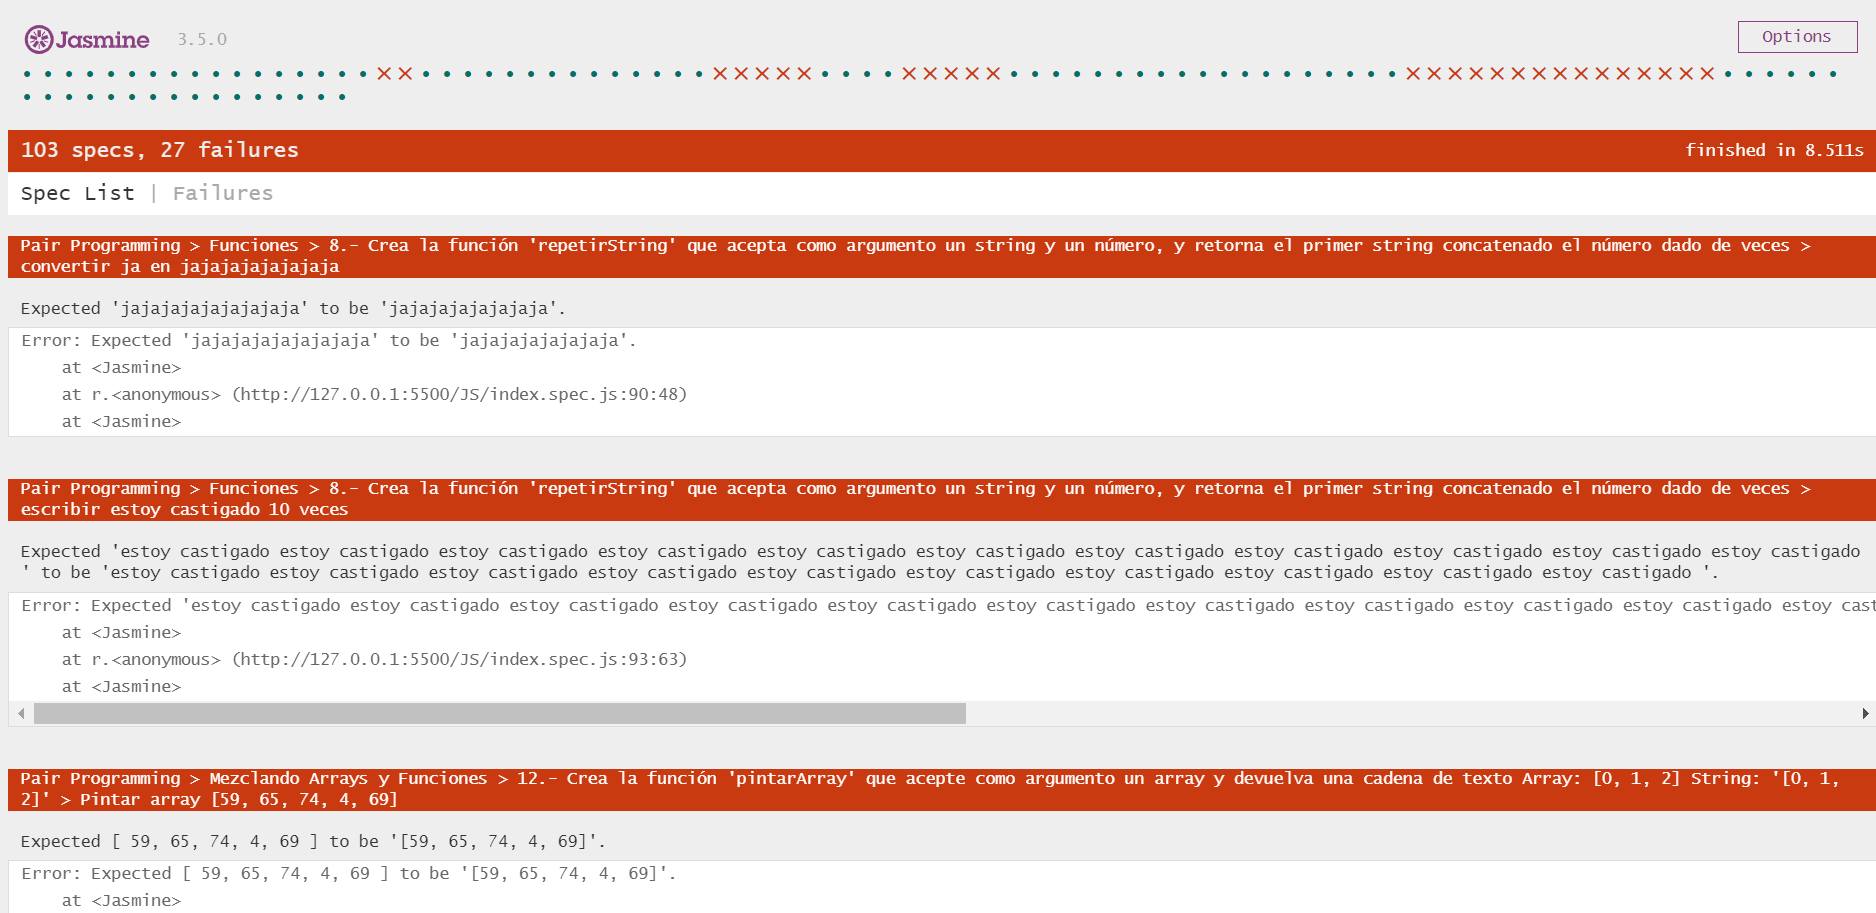 Jasmine 3.5.0 Options
103 specs, 27 failures finished in 8.511s
Spec List | Failures
Pair Programming > Funciones > 8.- Crea la función 'repetirString' que acepta como argumento un string y un número, y retorna el primer string concatenado el número dado de veces >
convertir ja en jajajajajajajaja
Expected 'jajajajajajajajaja' to be 'jajajajajajajaja'.
Error: Expected 'jajajajajajajajaja' to be 'jajajajajajajaja'.
at <Jasmine>
at r.<anonymous> (http://127.0.0.1:5500/JS/index.spec.js:90:48)
at <Jasmine>
Pair Programming > Funciones > 8.- Crea la función 'repetirString' que acepta como argumento un string y un número, y retorna el primer string concatenado el número dado de veces >
escribir estoy castigado 10 veces
Expected 'estoy castigado estoy castigado estoy castigado estoy castigado estoy castigado estoy castigado estoy castigado estoy castigado estoy castigado estoy castigado estoy castigado
' to be 'estoy castigado estoy castigado estoy castigado estoy castigado estoy castigado estoy castigado estoy castigado estoy castigado estoy castigado estoy castigado '.
Error: Expected 'estoy castigado estoy castigado estoy castigado estoy castigado estoy castigado estoy castigado estoy castigado estoy castigado estoy castigado estoy castigado estoy cast
at <Jasmine>
at r.<anonymous> (http://127.0.0.1:5500/JS/index.spec.js:93:63)
at <Jasmine>
Pair Programming > Mezclando Arrays y Funciones > 12.- Crea la función 'pintarArray' que acepte como argumento un array y devuelva una cadena de texto Array: [0, 1, 2] String: '[0, 1,
2]' > Pintar array [59, 65, 74, 4, 69]
Expected [ 59, 65, 74, 4, 69 ] to be '[59, 65, 74, 4, 69]'.
Error: Expected [ 59, 65, 74, 4, 69 ] to be '[59, 65, 74, 4, 69]'.
at <Jasmine>